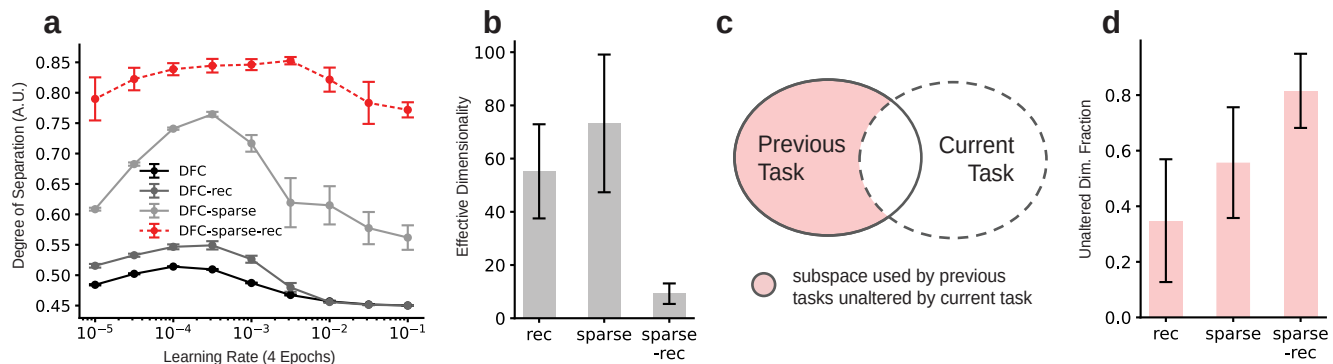 a
Degree of Separation (A.U.)
0.85
0.80
0.75
0.70
0.65
0.60
0.55
0.50
0.45
DFC
DFC-rec
DFC-sparse
DFC-sparse-rec
10⁻⁵
10⁻⁴
10⁻³
10⁻²
10⁻¹
Learning Rate (4 Epochs)
b
Effective Dimensionality
100
80
60
40
20
0
rec
sparse
sparse
-rec
c
Previous
Task
Current
Task
subspace used by previous
tasks unaltered by current task
d
Unaltered Dim. Fraction
0.8
0.6
0.4
0.2
0.0
rec
sparse
sparse
-rec